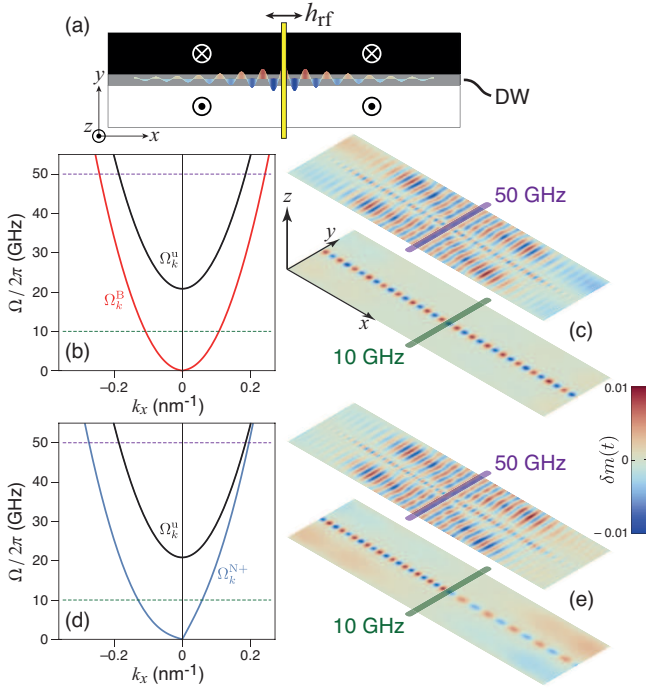 (a)
h_rf
⊗ ⊗
y
z
x
⊙ ⊙
DW
Ω / 2π (GHz)
50
40
30
20
10
0
Ω_k^u
Ω_k^B
(b)
−0.2 0 0.2
k_x (nm⁻¹)
z
y
x
50 GHz
10 GHz
(c)
Ω / 2π (GHz)
50
40
30
20
10
0
Ω_k^u
Ω_k^{N+}
(d)
−0.2 0 0.2
k_x (nm⁻¹)
50 GHz
10 GHz
(e)
0.01
0
−0.01
δm(t)